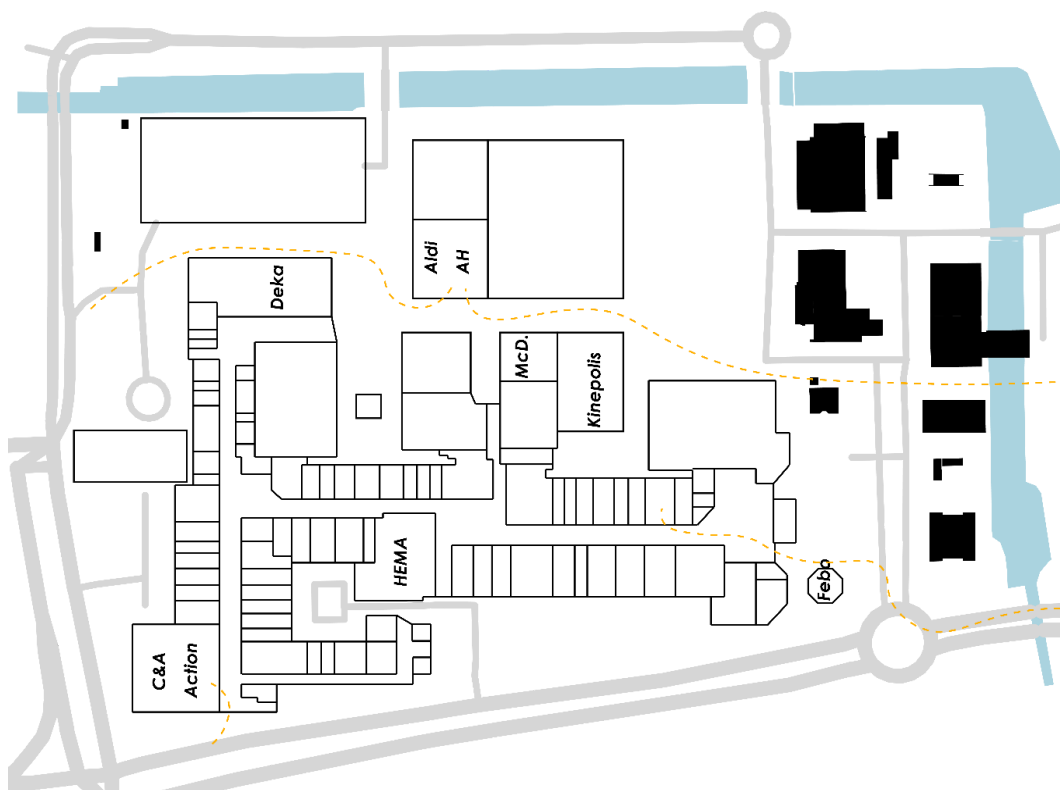 Aldi
AH
Deka
McD.
Kinepolis
HEMA
Febo
C&A
Action